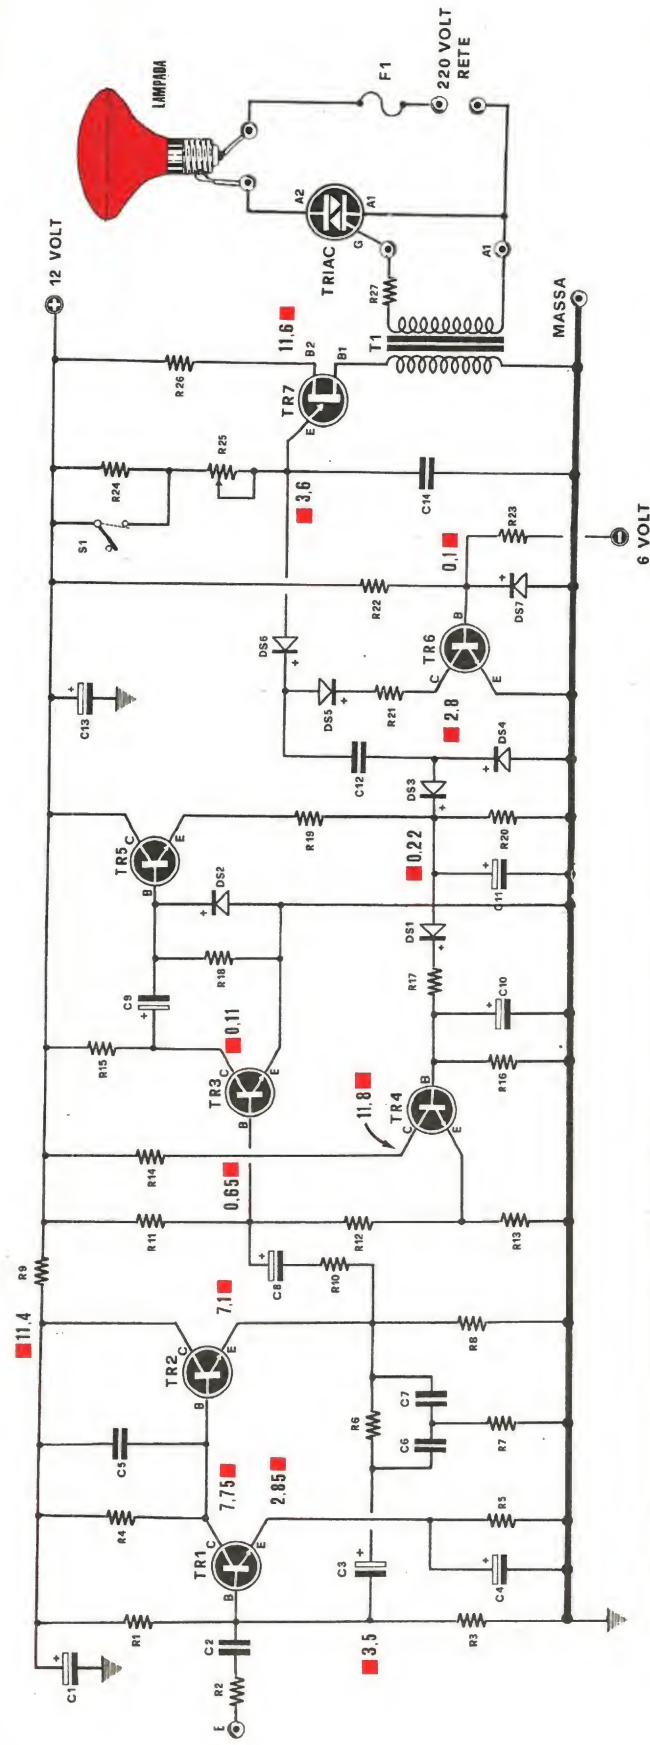 E
R2
C2
C1
R1
3,5
R3
TR1
B
C
E
R4
7,75
2,85
C3
C4
R5
C5
R6
C6
C7
R7
TR2
B
C
E
11,4
R9
7,1
R8
C8
R10
R11
0,65
R12
R13
R14
TR3
B
C
E
0,11
R15
C9
11,8
TR4
C
B
E
R16
C10
R17
DS1
R18
DS2
TR5
B
C
E
R19
0,22
C11
R20
DS3
DS4
C12
C13
DS6
DS5
R21
2,8
TR6
C
B
E
R22
0,1
DS7
R23
6 VOLT
S1
R24
R25
3,6
C14
R26
TR7
E
B2
B1
11,6
12 VOLT
T1
MASSA
R27
TRIAC
G
A2
A1
A1
LAMPADA
F1
220 VOLT
RETE